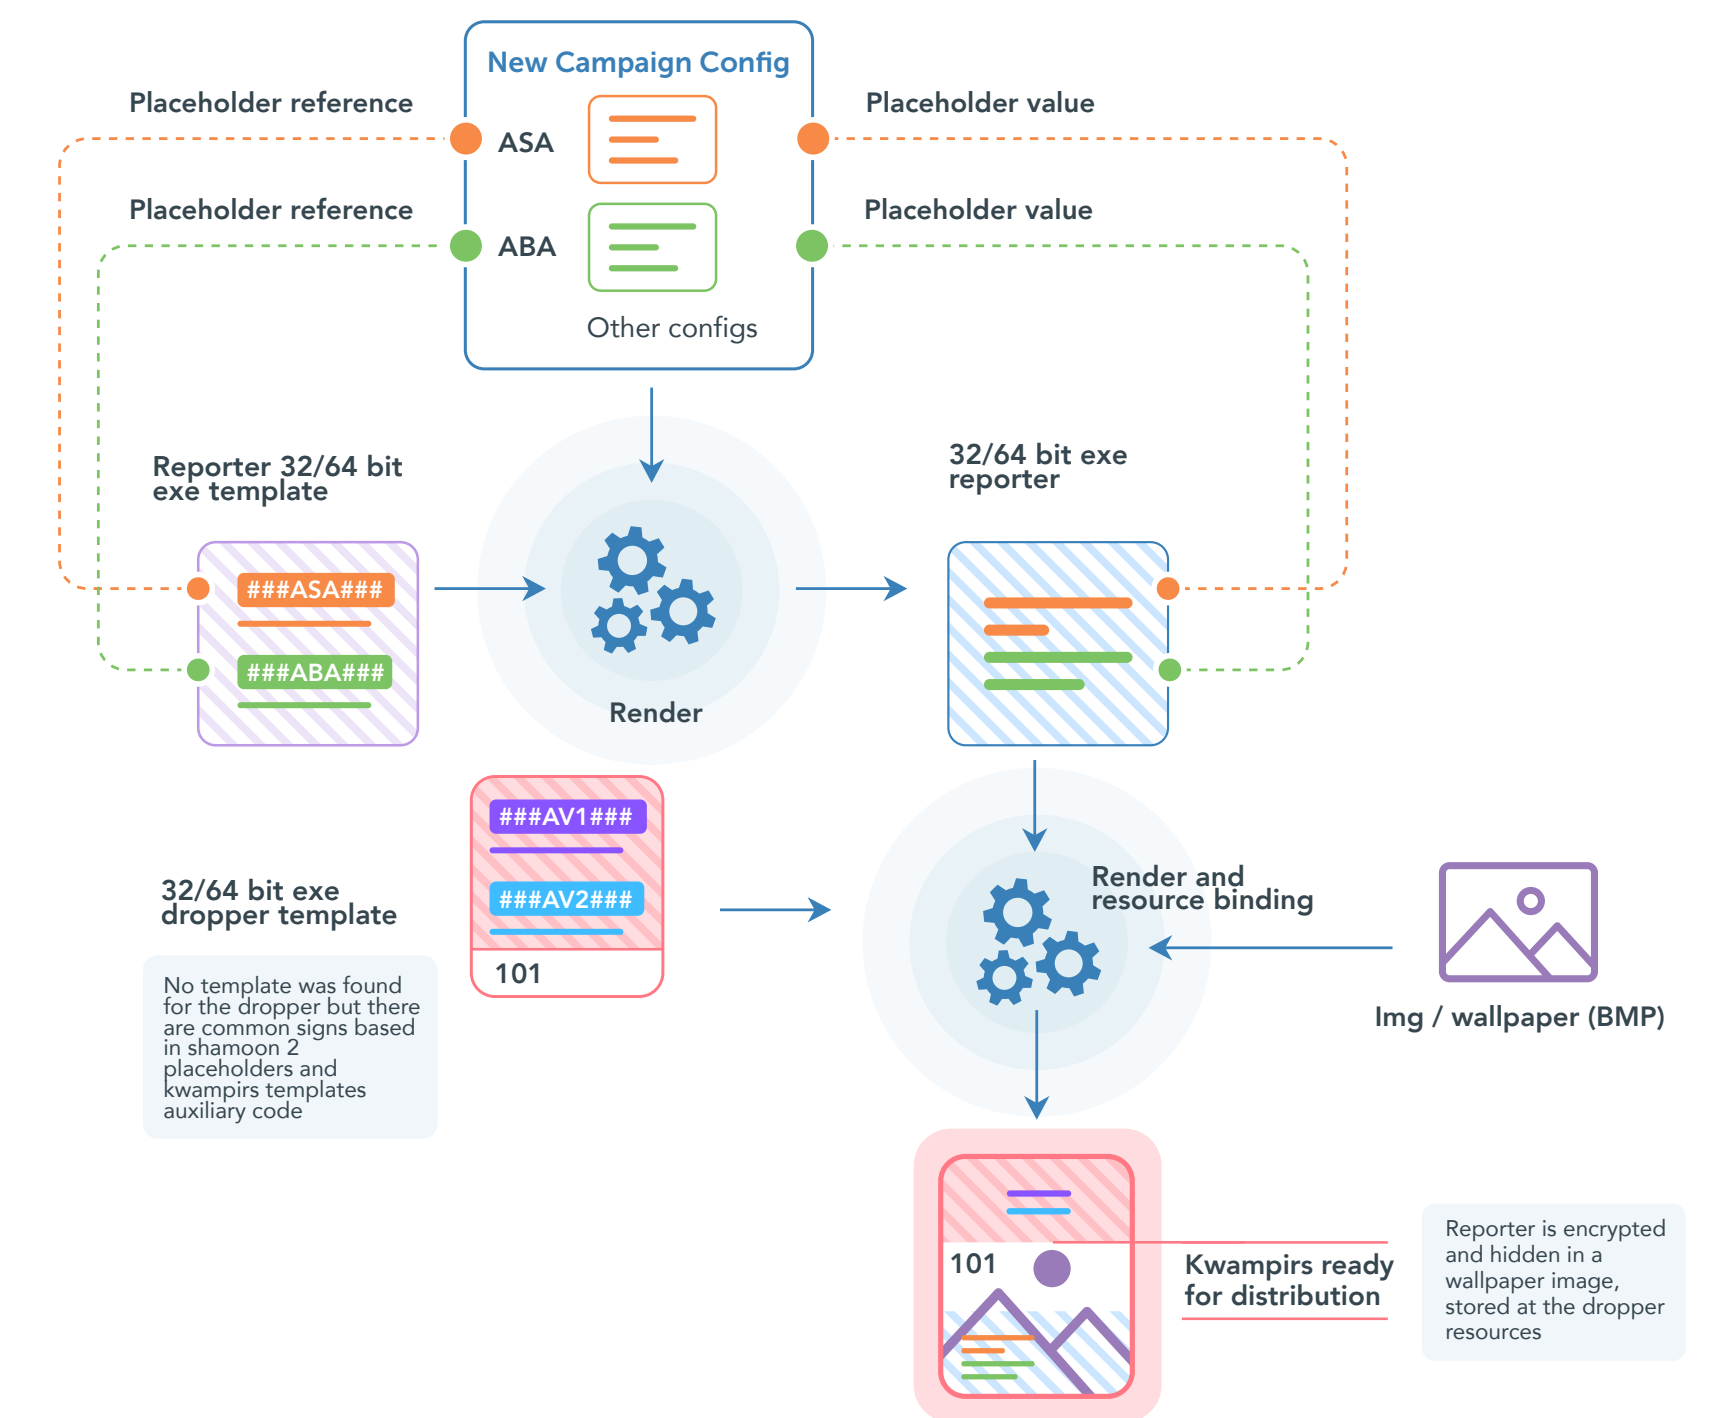 New Campaign Config
Placeholder reference
Placeholder value
ASA
Placeholder reference
Placeholder value
ABA
Other configs
Reporter 32/64 bit
exe template
32/64 bit exe
reporter
###ASA###
###ABA###
Render
###AV1###
###AV2###
101
32/64 bit exe
dropper template
No template was found
for the dropper but there
are common signs based
in shamoon 2
placeholders and
kwampirs templates
auxiliary code
Render and
resource binding
Img / wallpaper (BMP)
101
Kwampirs ready
for distribution
Reporter is encrypted
and hidden in a
wallpaper image,
stored at the dropper
resources